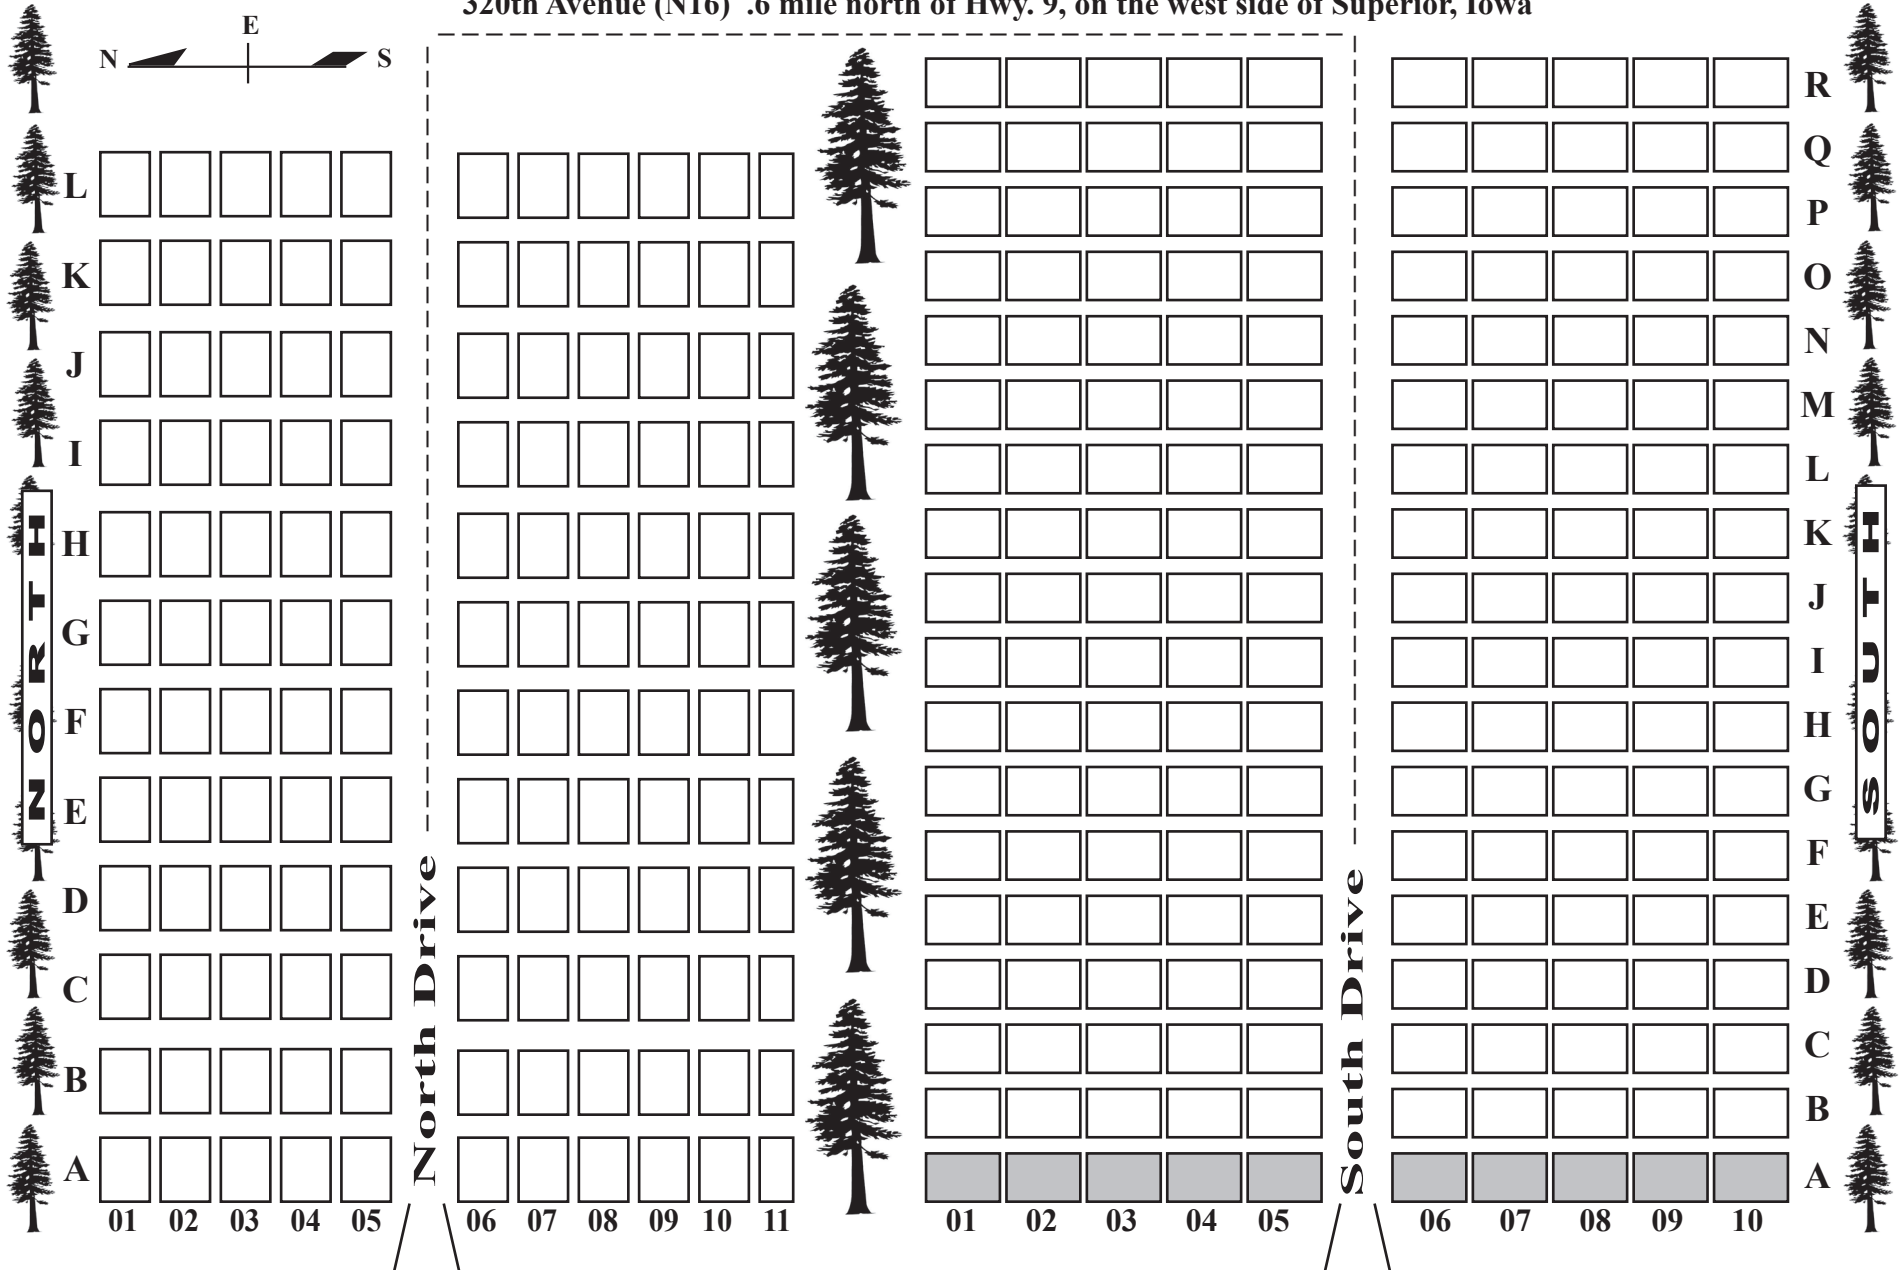 320th Avenue (N16) .6 mile north of Hwy. 9, on the west side of Superior, Iowa
E
N S
R
Q
L
P
K
O
J
N
M
I
L
H
K
J
G
I
F
H
E
G
F
D
E
C
D
C
B
B
A
A
NORTH
North Drive
South Drive
SOUTH
01 02 03 04 05 06 07 08 09 10 11 01 02 03 04 05 06 07 08 09 10